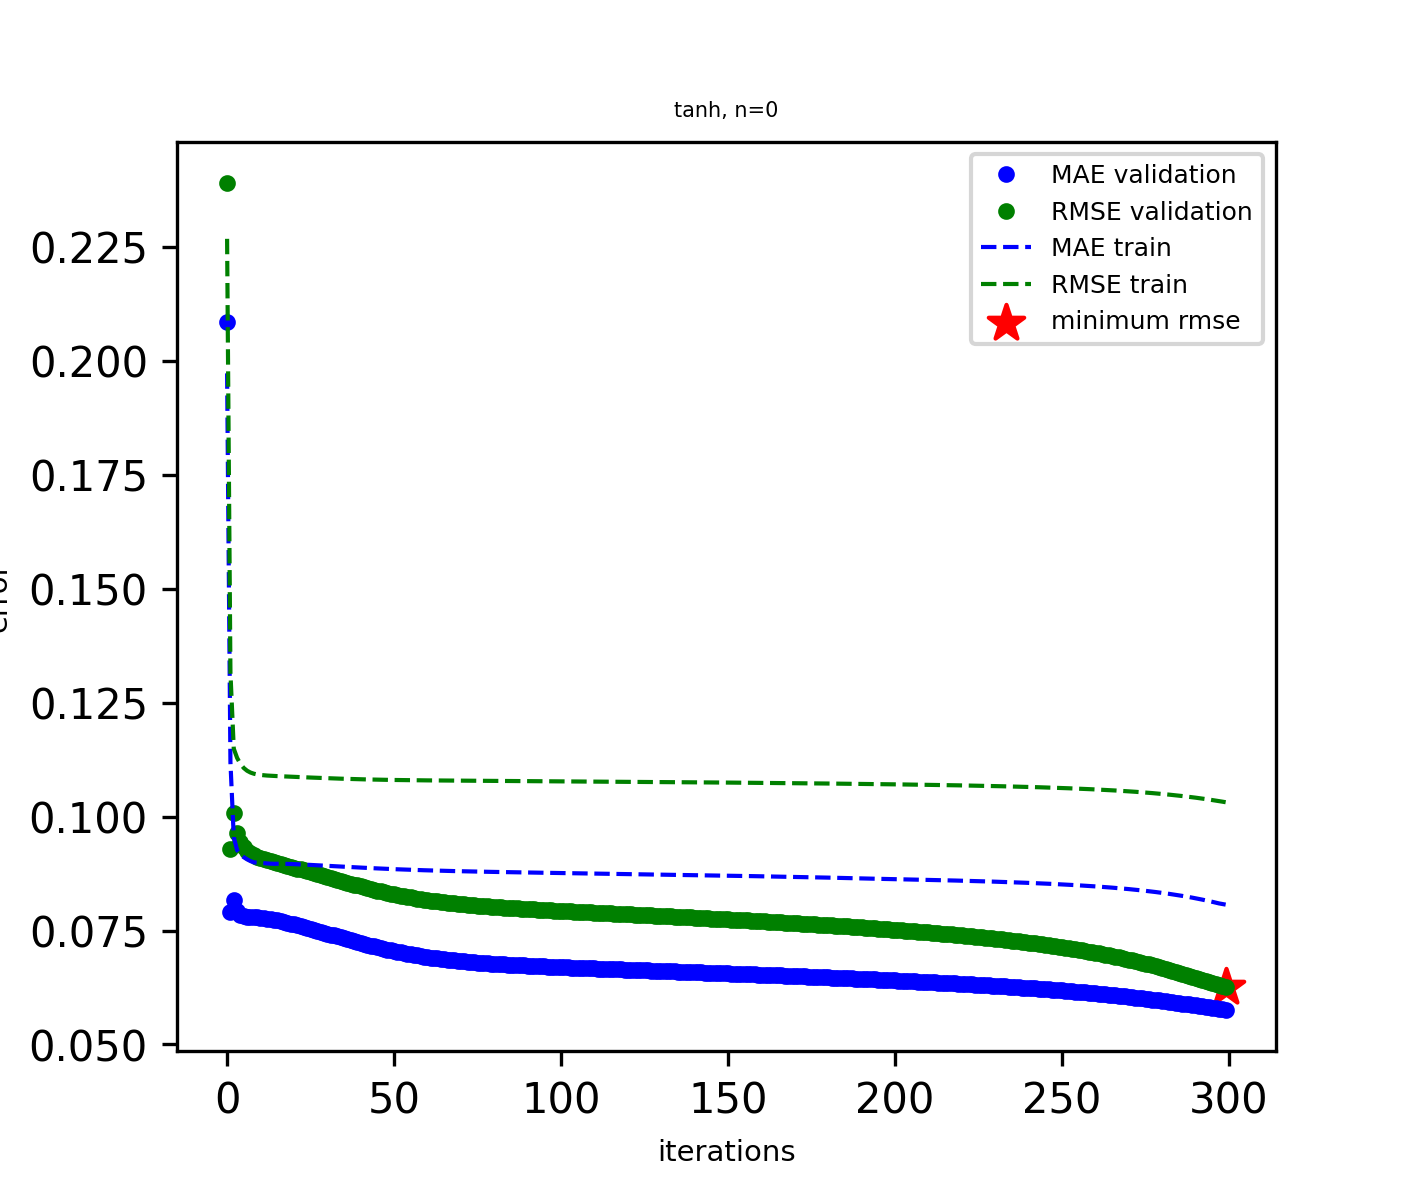 tanh, n=0
MAE validation
RMSE validation
MAE train
RMSE train
minimum rmse
0.225
0.200
0.175
0.150
0.125
0.100
0.075
0.050
0 50 100 150 200 250 300
iterations